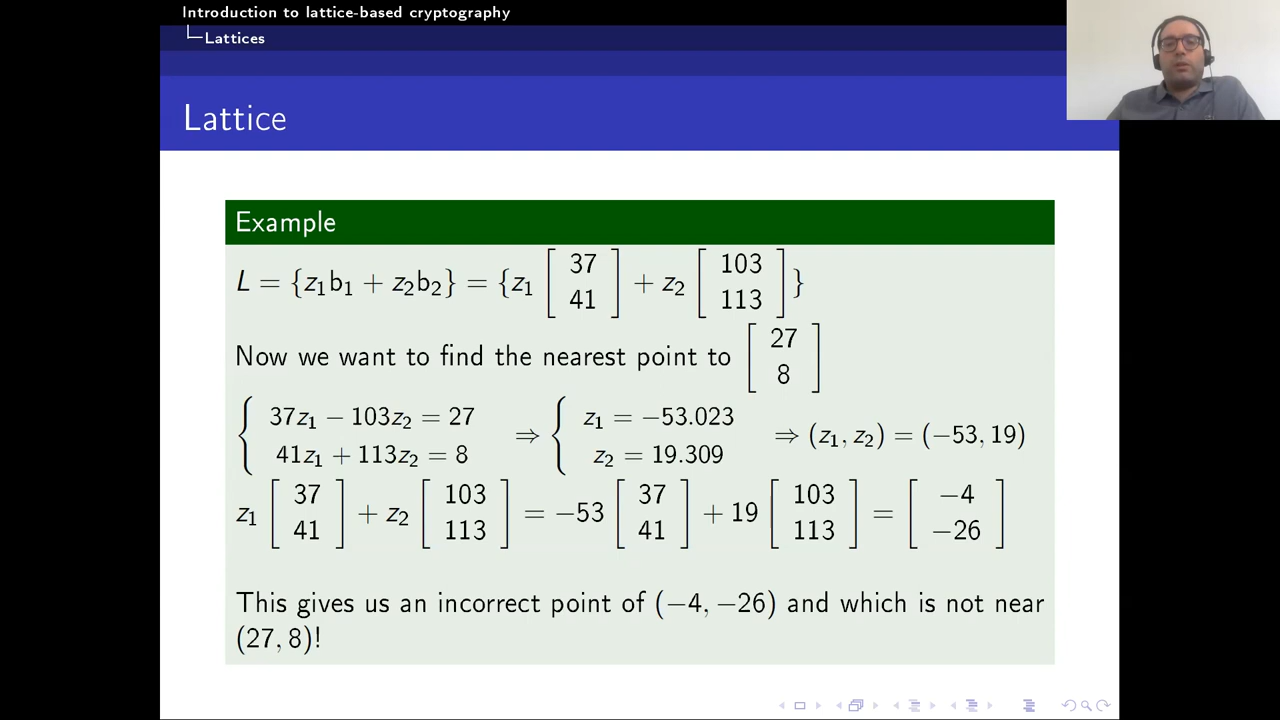 Introduction to lattice-based cryptography
Lattices
Lattice
Example
L = {z₁b₁ + z₂b₂} = {z₁ [37 41] + z₂ [103 113]}
Now we want to find the nearest point to [27 8]
{ 37z₁ − 103z₂ = 27 ⇒ { z₁ = −53.023 ⇒ (z₁, z₂) = (−53, 19)
41z₁ + 113z₂ = 8 z₂ = 19.309
z₁ [37 41] + z₂ [103 113] = −53 [37 41] + 19 [103 113] = [−4 −26]
This gives us an incorrect point of (−4, −26) and which is not near
(27, 8)!